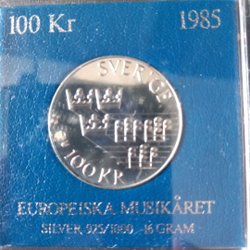 100 Kr 1985
SVERIGE
100 KR
EUROPEISKA MUSIKÅRET
SILVER 925/1000 - 16 GRAM